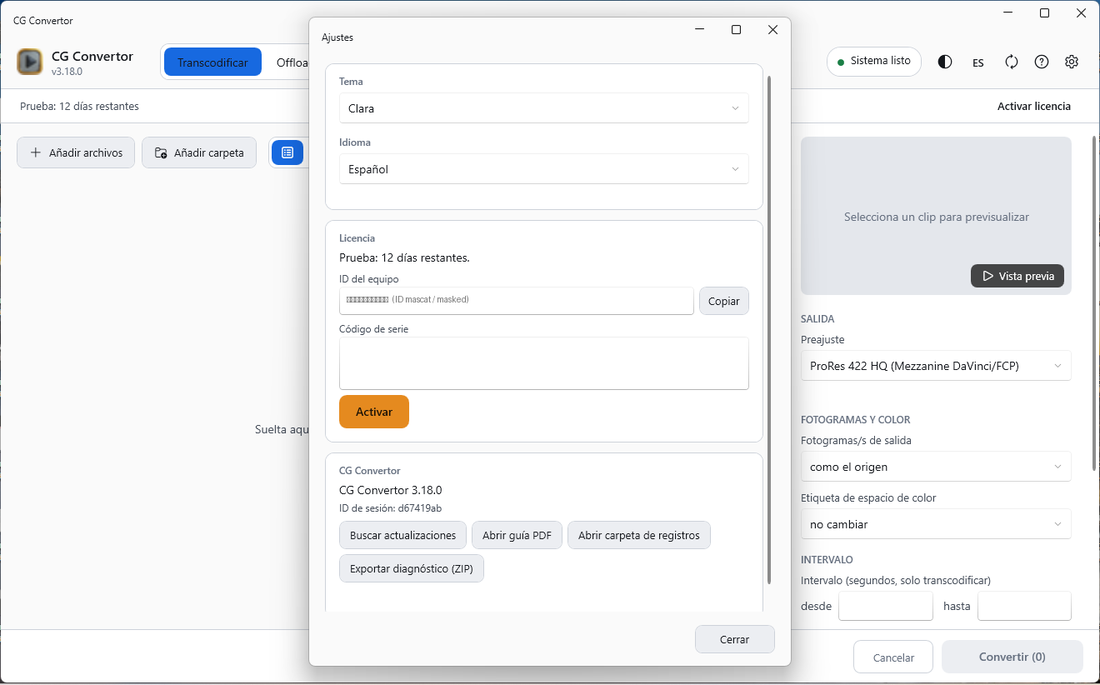 CG Convertor
CG Convertor
v3.18.0
Transcodificar
Offloa
Sistema listo
ES
Prueba: 12 días restantes
Activar licencia
Añadir archivos
Añadir carpeta
Suelta aqu
Ajustes
Tema
Clara
Idioma
Español
Licencia
Prueba: 12 días restantes.
ID del equipo
(ID mascat / masked)
Copiar
Código de serie
Activar
CG Convertor
CG Convertor 3.18.0
ID de sesión: d67419ab
Buscar actualizaciones
Abrir guía PDF
Abrir carpeta de registros
Exportar diagnóstico (ZIP)
Cerrar
Selecciona un clip para previsualizar
Vista previa
SALIDA
Preajuste
ProRes 422 HQ (Mezzanine DaVinci/FCP)
FOTOGRAMAS Y COLOR
Fotogramas/s de salida
como el origen
Etiqueta de espacio de color
no cambiar
INTERVALO
Intervalo (segundos, solo transcodificar)
desde
hasta
Cancelar
Convertir (0)